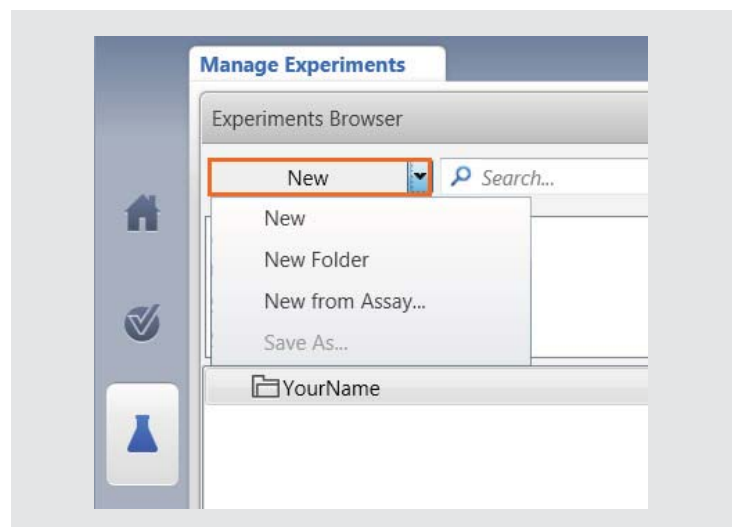 Manage Experiments
Experiments Browser
New Search...
New
New Folder
New from Assay...
Save As...
YourName